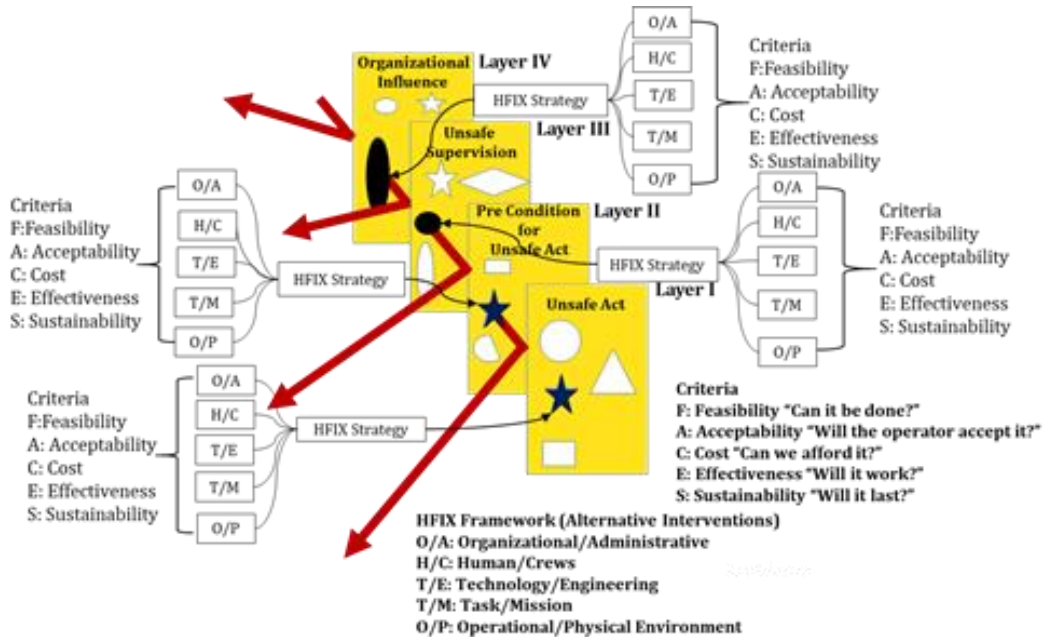 O/A
H/C
T/E
T/M
O/P
Criteria
F:Feasibility
A: Acceptability
C: Cost
E: Effectiveness
S: Sustainability
Organizational
Influence
Layer IV
HFIX Strategy
Unsafe
Supervision
Layer III
Criteria
F:Feasibility
A: Acceptability
C: Cost
E: Effectiveness
S: Sustainability
O/A
H/C
T/E
T/M
O/P
HFIX Strategy
Pre Condition
for
Unsafe Act
Layer II
HFIX Strategy
Layer I
O/A
H/C
T/E
T/M
O/P
Criteria
F:Feasibility
A: Acceptability
C: Cost
E: Effectiveness
S: Sustainability
Unsafe Act
Criteria
F:Feasibility
A: Acceptability
C: Cost
E: Effectiveness
S: Sustainability
O/A
H/C
T/E
T/M
O/P
HFIX Strategy
Criteria
F: Feasibility "Can it be done?"
A: Acceptability "Will the operator accept it?"
C: Cost "Can we afford it?"
E: Effectiveness "Will it work?"
S: Sustainability "Will it last?"
HFIX Framework (Alternative Interventions)
O/A: Organizational/Administrative
H/C: Human/Crews
T/E: Technology/Engineering
T/M: Task/Mission
O/P: Operational/Physical Environment